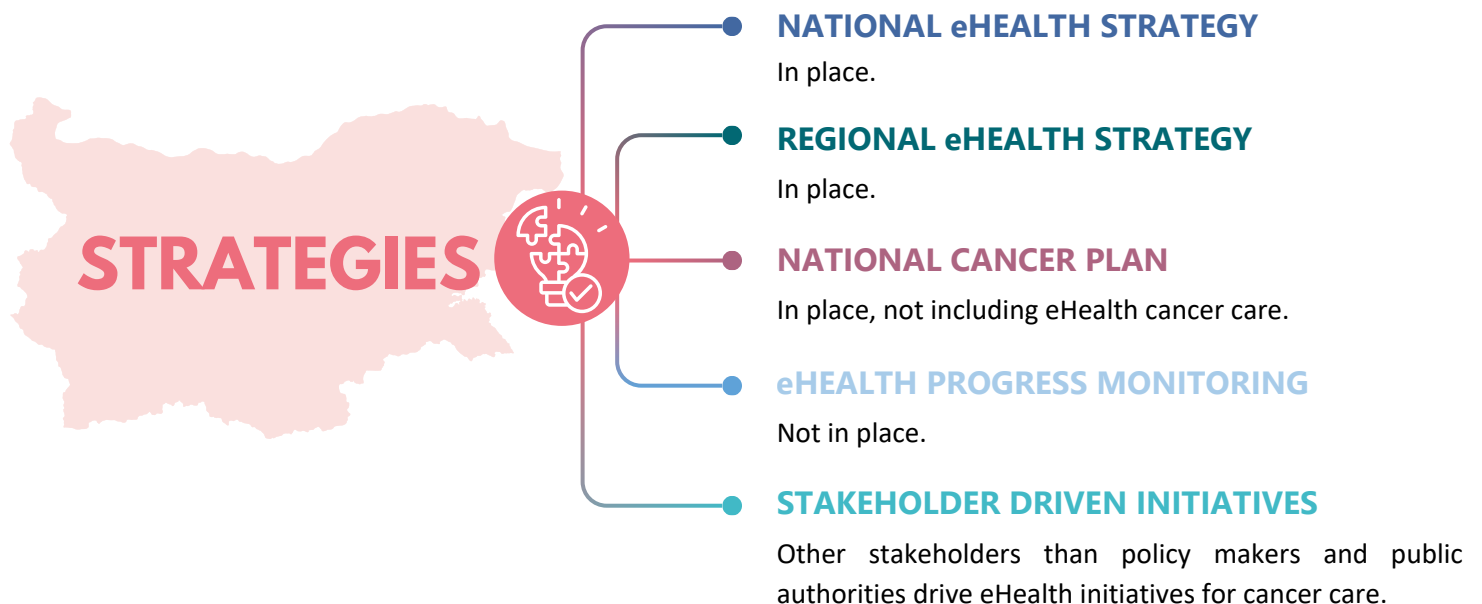 STRATEGIES
NATIONAL eHEALTH STRATEGY
In place.
REGIONAL eHEALTH STRATEGY
In place.
NATIONAL CANCER PLAN
In place, not including eHealth cancer care.
eHEALTH PROGRESS MONITORING
Not in place.
STAKEHOLDER DRIVEN INITIATIVES
Other stakeholders than policy makers and public
authorities drive eHealth initiatives for cancer care.